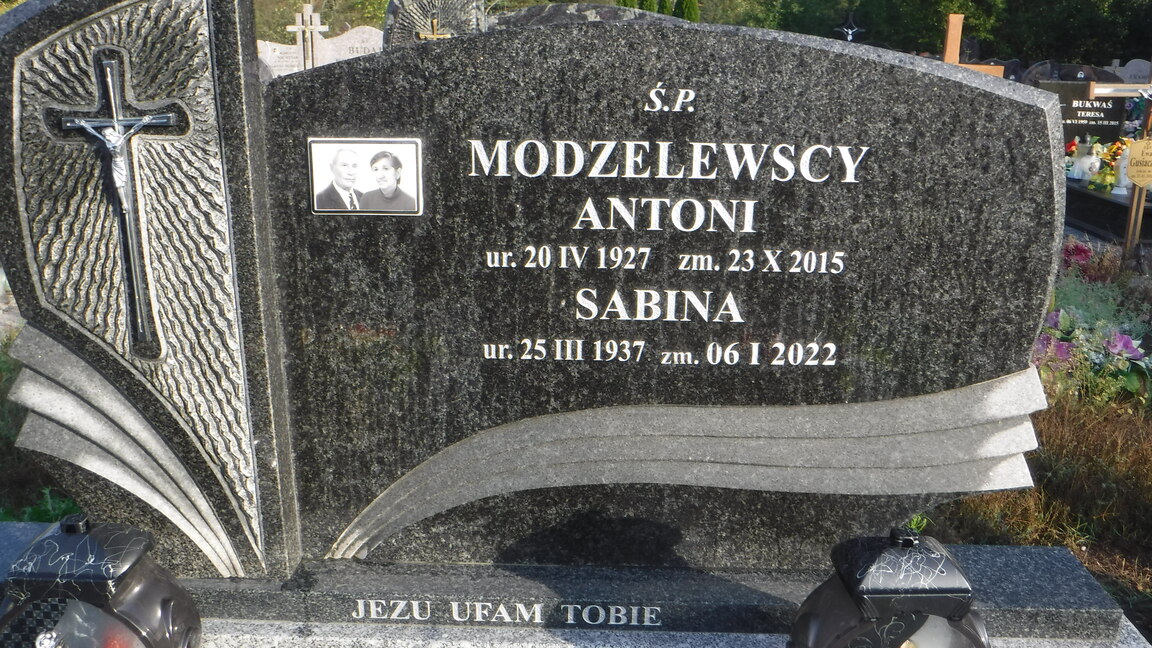 Ś.P.
MODZELEWSCY
ANTONI
ur. 20 IV 1927 zm. 23 X 2015
SABINA
ur. 25 III 1937 zm. 06 I 2022
JEZU UFAM TOBIE
BUKWAŚ
TERESA